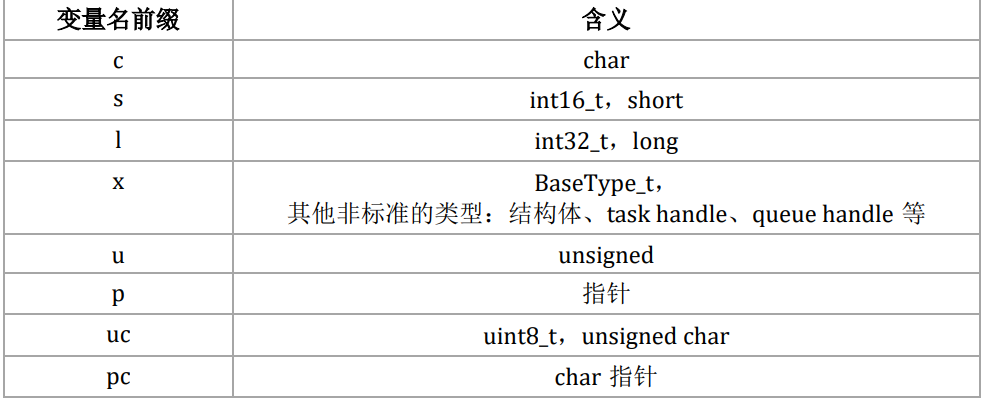 变量名前缀 含义
c char
s int16_t，short
l int32_t，long
x BaseType_t，
其他非标准的类型：结构体、task handle、queue handle 等
u unsigned
p 指针
uc uint8_t，unsigned char
pc char 指针